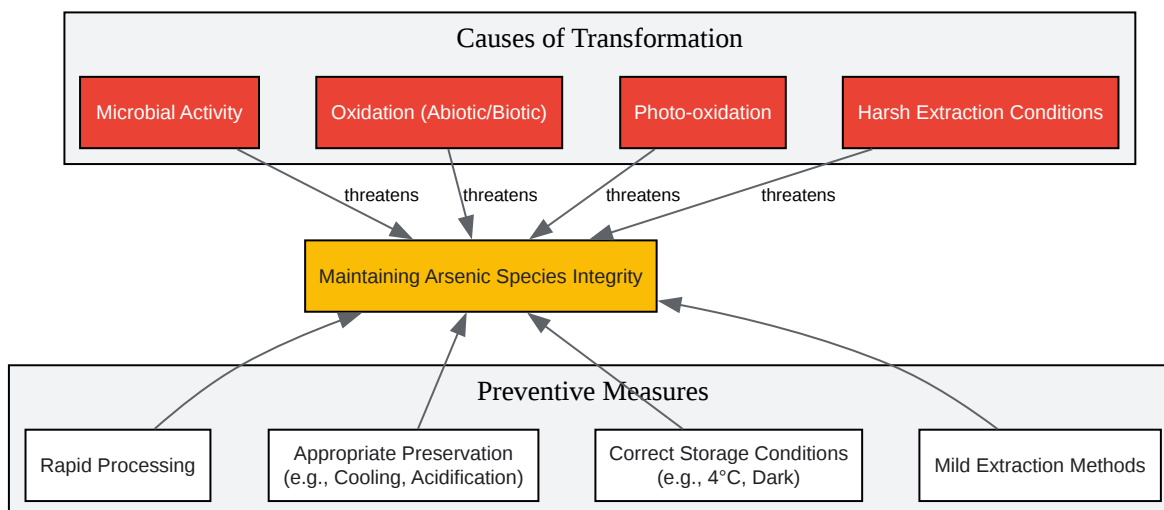 Causes of Transformation
Microbial Activity
Oxidation (Abiotic/Biotic)
Photo-oxidation
Harsh Extraction Conditions
threatens
threatens
threatens
threatens
Maintaining Arsenic Species Integrity
Preventive Measures
Rapid Processing
Appropriate Preservation
(e.g., Cooling, Acidification)
Correct Storage Conditions
(e.g., 4°C, Dark)
Mild Extraction Methods